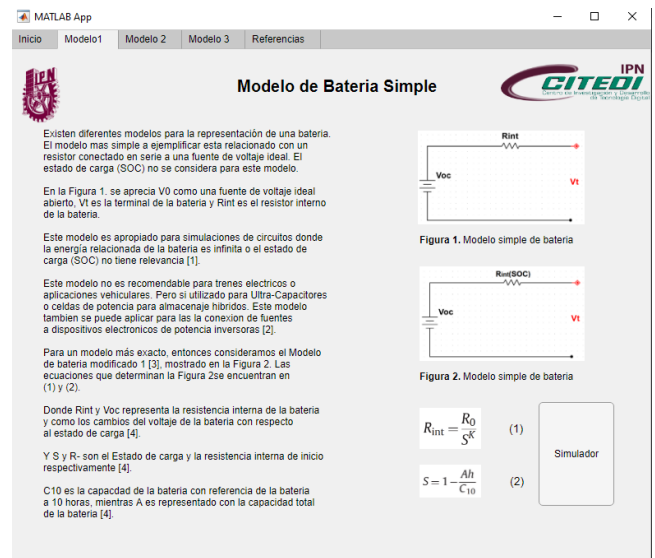 MATLAB App
Inicio Modelo1 Modelo 2 Modelo 3 Referencias
IPN
Modelo de Bateria Simple
IPN
CITEDI
Centro de Investigación y Desarrollo
de Tecnología Digital
Existen diferentes modelos para la representación de una bateria.
El modelo mas simple a ejemplificar esta relacionado con un
resistor conectado en serie a una fuente de voltaje ideal. El
estado de carga (SOC) no se considera para este modelo.
En la Figura 1. se aprecia V0 como una fuente de voltaje ideal
abierto, Vt es la terminal de la bateria y Rint es el resistor interno
de la bateria.
Este modelo es apropiado para simulaciones de circuitos donde
la energía relacionada de la bateria es infinita o el estado de
carga (SOC) no tiene relevancia [1].
Este modelo no es recomendable para trenes electricos o
aplicaciones vehiculares. Pero si utilizado para Ultra-Capacitores
o celdas de potencia para almacenaje hibridos. Este modelo
tambien se puede aplicar para las la conexion de fuentes
a dispositivos electronicos de potencia inversoras [2].
Para un modelo más exacto, entonces consideramos el Modelo
de bateria modificado 1 [3], mostrado en la Figura 2. Las
ecuaciones que determinan la Figura 2se encuentran en
(1) y (2).
Donde Rint y Voc representa la resistencia interna de la bateria
y como los cambios del voltaje de la bateria con respecto
al estado de carga [4].
Y S y R- son el Estado de carga y la resistencia interna de inicio
respectivamente [4].
C10 es la capacdad de la bateria con referencia de la bateria
a 10 horas, mientras A es representado con la capacidad total
de la bateria [4].
Rint
Voc
Vt
Figura 1. Modelo simple de bateria
Rint(SOC)
Voc
Vt
Figura 2. Modelo simple de bateria
R_int = R_0 / S^K (1)
S = 1 − Ah / C_10 (2)
Simulador